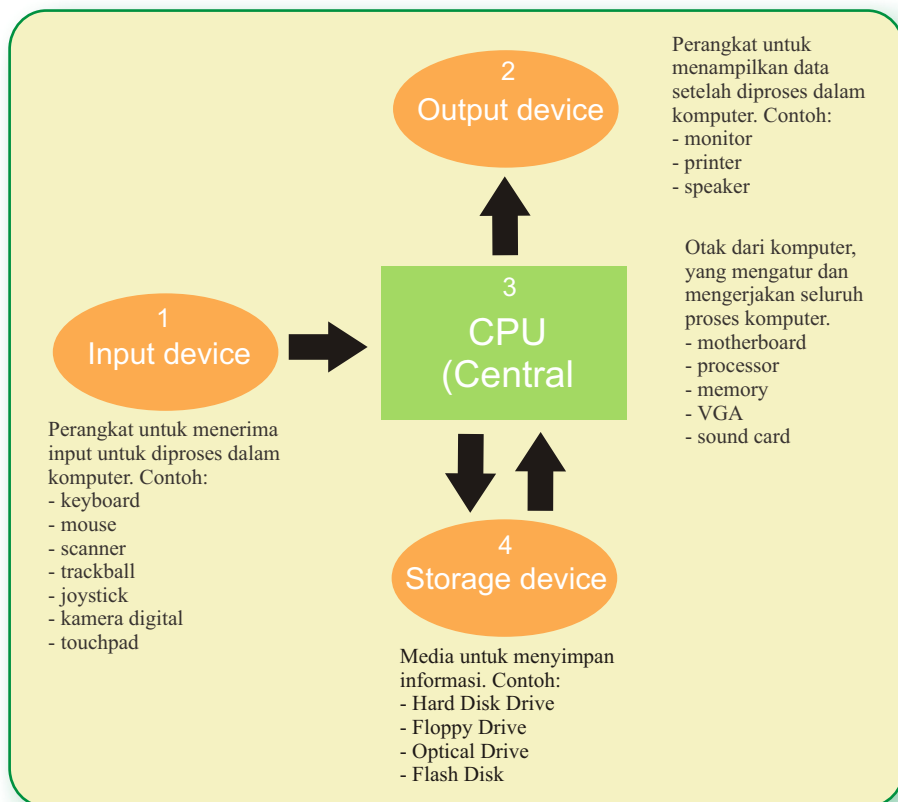 2
Output device
Perangkat untuk
menampilkan data
setelah diproses dalam
komputer. Contoh:
- monitor
- printer
- speaker
1
Input device
Perangkat untuk menerima
input untuk diproses dalam
komputer. Contoh:
- keyboard
- mouse
- scanner
- trackball
- joystick
- kamera digital
- touchpad
3
CPU
(Central
Otak dari komputer,
yang mengatur dan
mengerjakan seluruh
proses komputer.
- motherboard
- processor
- memory
- VGA
- sound card
4
Storage device
Media untuk menyimpan
informasi. Contoh:
- Hard Disk Drive
- Floppy Drive
- Optical Drive
- Flash Disk